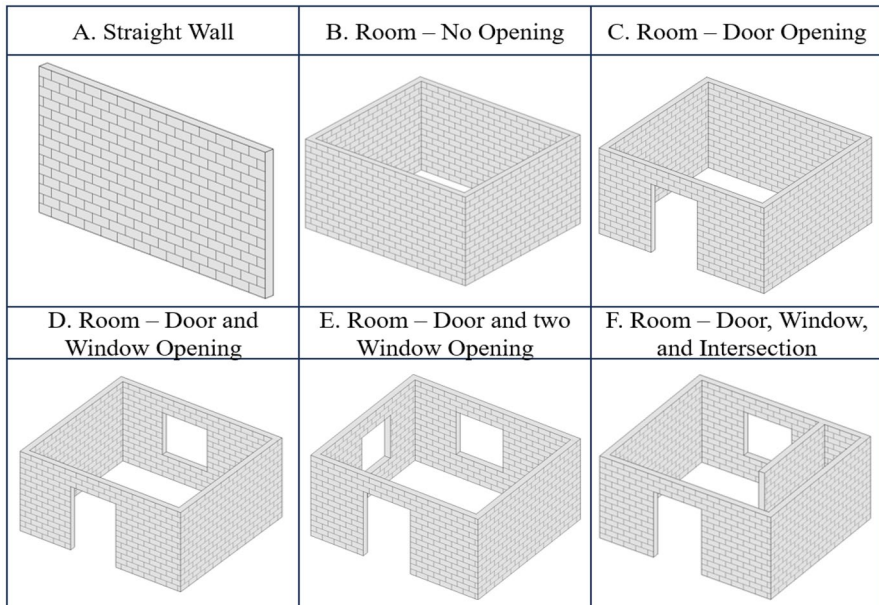 A. Straight Wall
B. Room – No Opening
C. Room – Door Opening
D. Room – Door and
Window Opening
E. Room – Door and two
Window Opening
F. Room – Door, Window,
and Intersection